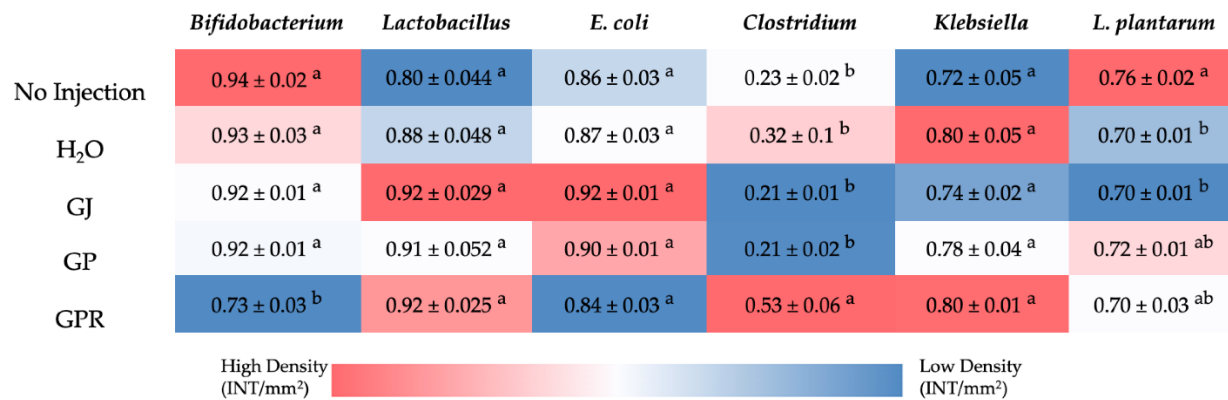 Bifidobacterium Lactobacillus E. coli Clostridium Klebsiella L. plantarum
No Injection 0.94 ± 0.02 a 0.80 ± 0.044 a 0.86 ± 0.03 a 0.23 ± 0.02 b 0.72 ± 0.05 a 0.76 ± 0.02 a
H₂O 0.93 ± 0.03 a 0.88 ± 0.048 a 0.87 ± 0.03 a 0.32 ± 0.1 b 0.80 ± 0.05 a 0.70 ± 0.01 b
GJ 0.92 ± 0.01 a 0.92 ± 0.029 a 0.92 ± 0.01 a 0.21 ± 0.01 b 0.74 ± 0.02 a 0.70 ± 0.01 b
GP 0.92 ± 0.01 a 0.91 ± 0.052 a 0.90 ± 0.01 a 0.21 ± 0.02 b 0.78 ± 0.04 a 0.72 ± 0.01 ab
GPR 0.73 ± 0.03 b 0.92 ± 0.025 a 0.84 ± 0.03 a 0.53 ± 0.06 a 0.80 ± 0.01 a 0.70 ± 0.03 ab
High Density
(INT/mm²)
Low Density
(INT/mm²)